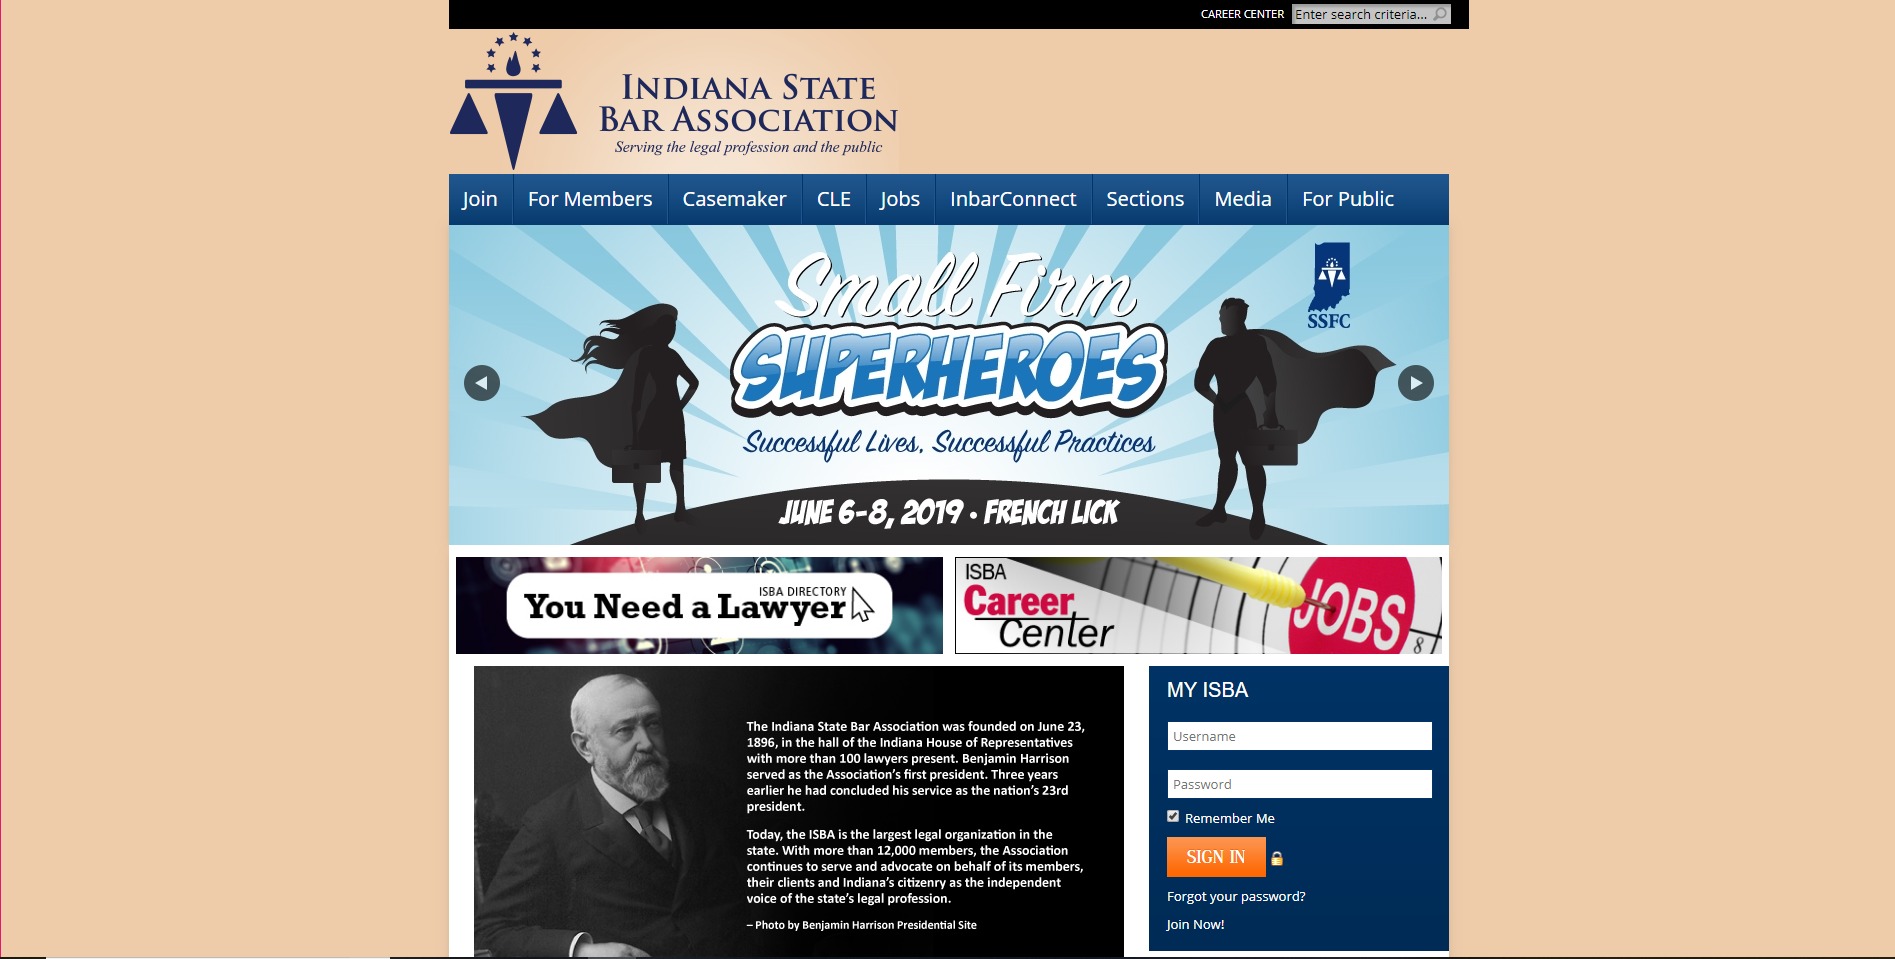 CAREER CENTER Enter search criteria...
INDIANA STATE
BAR ASSOCIATION
Serving the legal profession and the public
Join For Members Casemaker CLE Jobs InbarConnect Sections Media For Public
Small Firm
SUPERHEROES
Successful Lives, Successful Practices
JUNE 6-8, 2019 • FRENCH LICK
SSFC
ISBA DIRECTORY
You Need a Lawyer
ISBA
Career
Center
JOBS
8
The Indiana State Bar Association was founded on June 23,
1896, in the hall of the Indiana House of Representatives
with more than 100 lawyers present. Benjamin Harrison
served as the Association's first president. Three years
earlier he had concluded his service as the nation's 23rd
president.
Today, the ISBA is the largest legal organization in the
state. With more than 12,000 members, the Association
continues to serve and advocate on behalf of its members,
their clients and Indiana's citizenry as the independent
voice of the state's legal profession.
– Photo by Benjamin Harrison Presidential Site
MY ISBA
Username
Password
Remember Me
SIGN IN
Forgot your password?
Join Now!